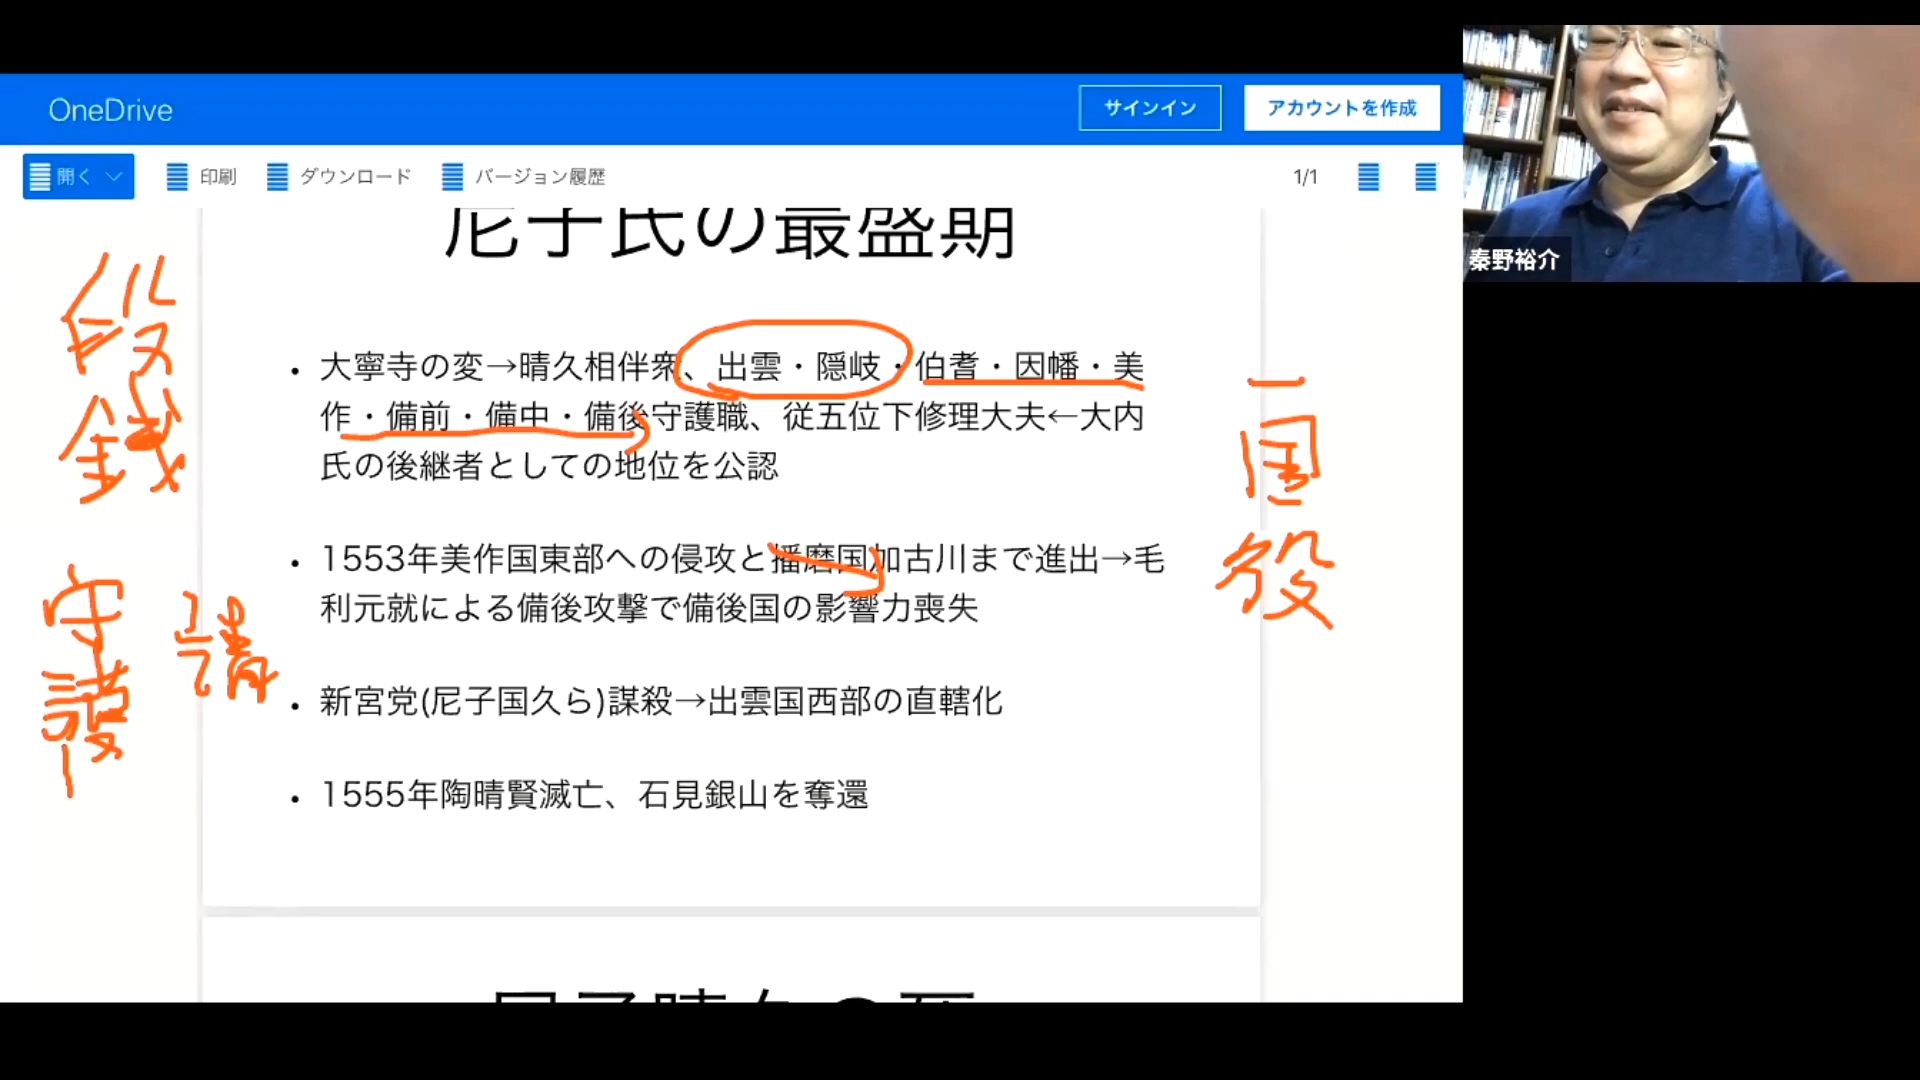 OneDrive
サインイン
アカウントを作成
開く
印刷
ダウンロード
バージョン履歴
1/1
秦野裕介
尼子氏の最盛期
• 大寧寺の変→晴久相伴衆、出雲・隠岐・伯耆・因幡・美
作・備前・備中・備後守護職、従五位下修理大夫←大内
氏の後継者としての地位を公認
• 1553年美作国東部への侵攻と播磨国加古川まで進出→毛
利元就による備後攻撃で備後国の影響力喪失
• 新宮党(尼子国久ら)謀殺→出雲国西部の直轄化
• 1555年陶晴賢滅亡、石見銀山を奪還
段銭
守護
請
一国役
尼子晴久の死